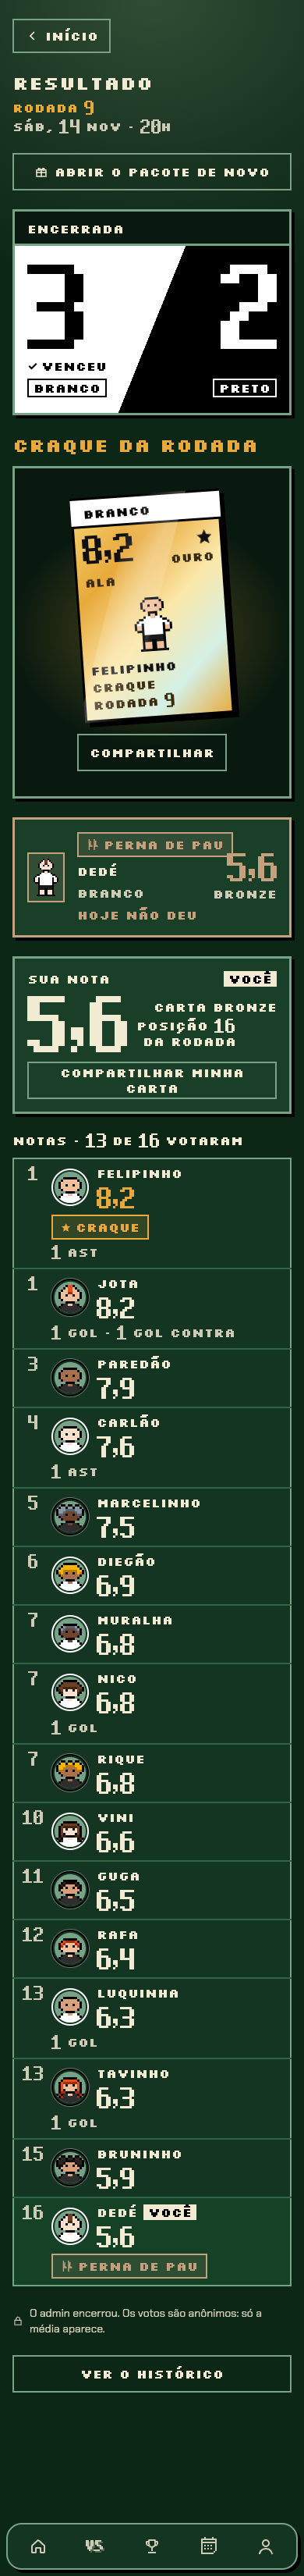 INÍCIO
RESULTADO
RODADA 9
SÁB, 14 NOV · 20H
ABRIR O PACOTE DE NOVO
ENCERRADA
3
2
VENCEU
BRANCO
PRETO
CRAQUE DA RODADA
BRANCO
8,2
OURO
ALA
FELIPINHO
CRAQUE
RODADA 9
COMPARTILHAR
PERNA DE PAU
DEDÉ
5,6
BRANCO
BRONZE
HOJE NÃO DEU
SUA NOTA
VOCÊ
5,6
CARTA BRONZE
POSIÇÃO 16
DA RODADA
COMPARTILHAR MINHA
CARTA
NOTAS · 13 DE 16 VOTARAM
1 FELIPINHO
8,2
CRAQUE
1 AST
1 JOTA
8,2
1 GOL · 1 GOL CONTRA
3 PAREDÃO
7,9
4 CARLÃO
7,6
1 AST
5 MARCELINHO
7,5
6 DIEGÃO
6,9
7 MURALHA
6,8
7 NICO
6,8
1 GOL
7 RIQUE
6,8
10 VINI
6,6
11 GUGA
6,5
12 RAFA
6,4
13 LUQUINHA
6,3
1 GOL
13 TAVINHO
6,3
1 GOL
15 BRUNINHO
5,9
16 DEDÉ VOCÊ
5,6
PERNA DE PAU
O admin encerrou. Os votos são anônimos: só a
média aparece.
VER O HISTÓRICO
VS